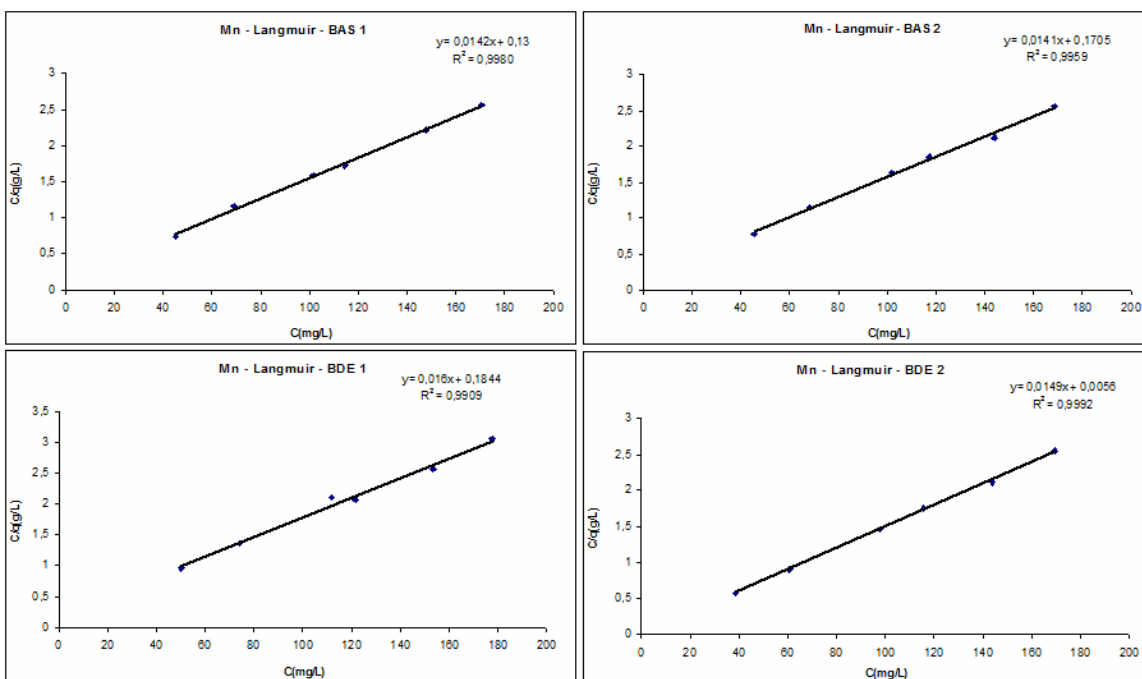 Mn - Langmuir - BAS 1
y= 0,0142x + 0,13
R² = 0,9980
3
2,5
2
1,5
1
0,5
0
C/q(g/L)
0 20 40 60 80 100 120 140 160 180 200
C(mg/L)
Mn - Langmuir - BAS 2
y= 0,0141x + 0,1705
R² = 0,9959
3
2,5
2
1,5
1
0,5
0
C/q(g/L)
0 20 40 60 80 100 120 140 160 180 200
C(mg/L)
Mn - Langmuir - BDE 1
y= 0,016x + 0,1844
R² = 0,9909
3,5
3
2,5
2
1,5
1
0,5
0
C/q(g/L)
0 20 40 60 80 100 120 140 160 180 200
C(mg/L)
Mn - Langmuir - BDE 2
y= 0,0149x + 0,0056
R² = 0,9992
3
2,5
2
1,5
1
0,5
0
C/q(g/L)
0 20 40 60 80 100 120 140 160 180 200
C(mg/L)